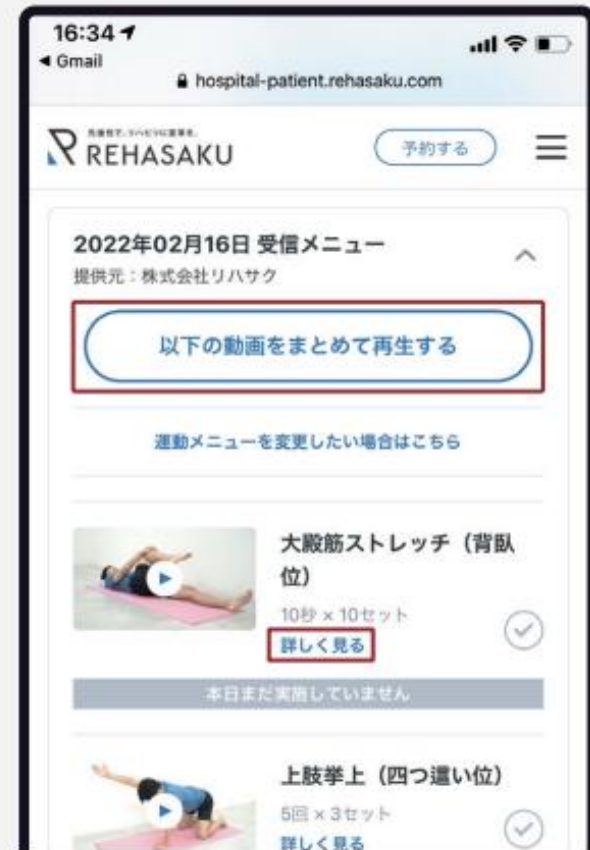 16:34
◀ Gmail
hospital-patient.rehasaku.com
REHASAKU
予約する
2022年02月16日 受信メニュー
提供元：株式会社リハサク
以下の動画をまとめて再生する
運動メニューを変更したい場合はこちら
大殿筋ストレッチ（背臥
位）
10秒 × 10セット
詳しく見る
本日まだ実施していません
上肢挙上（四つ這い位）
5回 × 3セット
詳しく見る